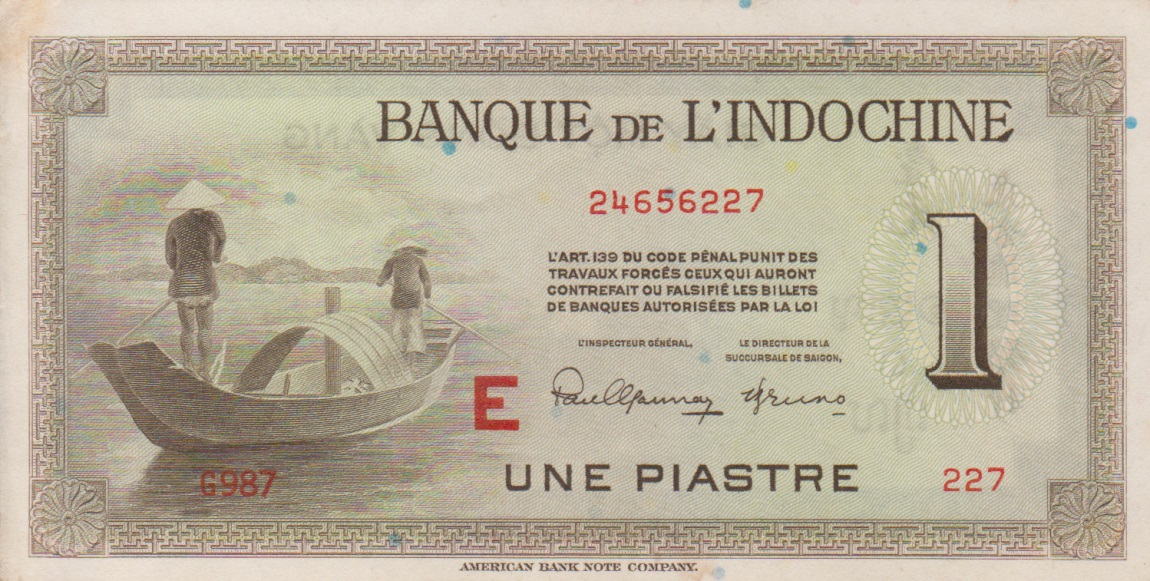 BANQUE DE L'INDOCHINE
24656227
1
L'ART. 139 DU CODE PÉNAL PUNIT DES
TRAVAUX FORCÉS CEUX QUI AURONT
CONTREFAIT OU FALSIFIÉ LES BILLETS
DE BANQUES AUTORISÉES PAR LA LOI
L'INSPECTEUR GÉNÉRAL,
LE DIRECTEUR DE LA
SUCCURSALE DE SAIGON,
E
G987
UNE PIASTRE
227
AMERICAN BANK NOTE COMPANY.